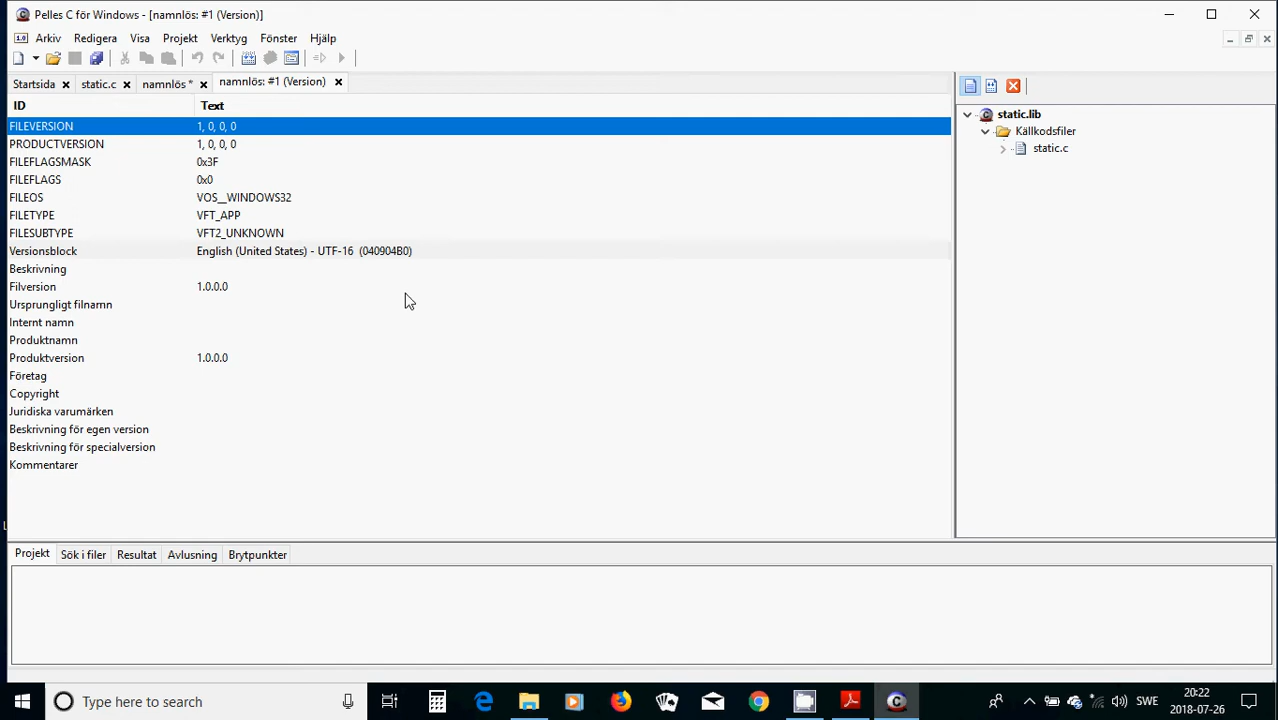 Pelles C för Windows - [namnlös: #1 (Version)]
Arkiv Redigera Visa Projekt Verktyg Fönster Hjälp
Startsida static.c namnlös * namnlös: #1 (Version)
ID Text
FILEVERSION 1, 0, 0, 0
PRODUCTVERSION 1, 0, 0, 0
FILEFLAGSMASK 0x3F
FILEFLAGS 0x0
FILEOS VOS__WINDOWS32
FILETYPE VFT_APP
FILESUBTYPE VFT2_UNKNOWN
Versionsblock English (United States) - UTF-16 (040904B0)
Beskrivning
Filversion 1.0.0.0
Ursprungligt filnamn
Internt namn
Produktnamn
Produktversion 1.0.0.0
Företag
Copyright
Juridiska varumärken
Beskrivning för egen version
Beskrivning för specialversion
Kommentarer
static.lib
Källkodsfiler
static.c
Projekt Sök i filer Resultat Avlusning Brytpunkter
Type here to search
SWE
20:22
2018-07-26